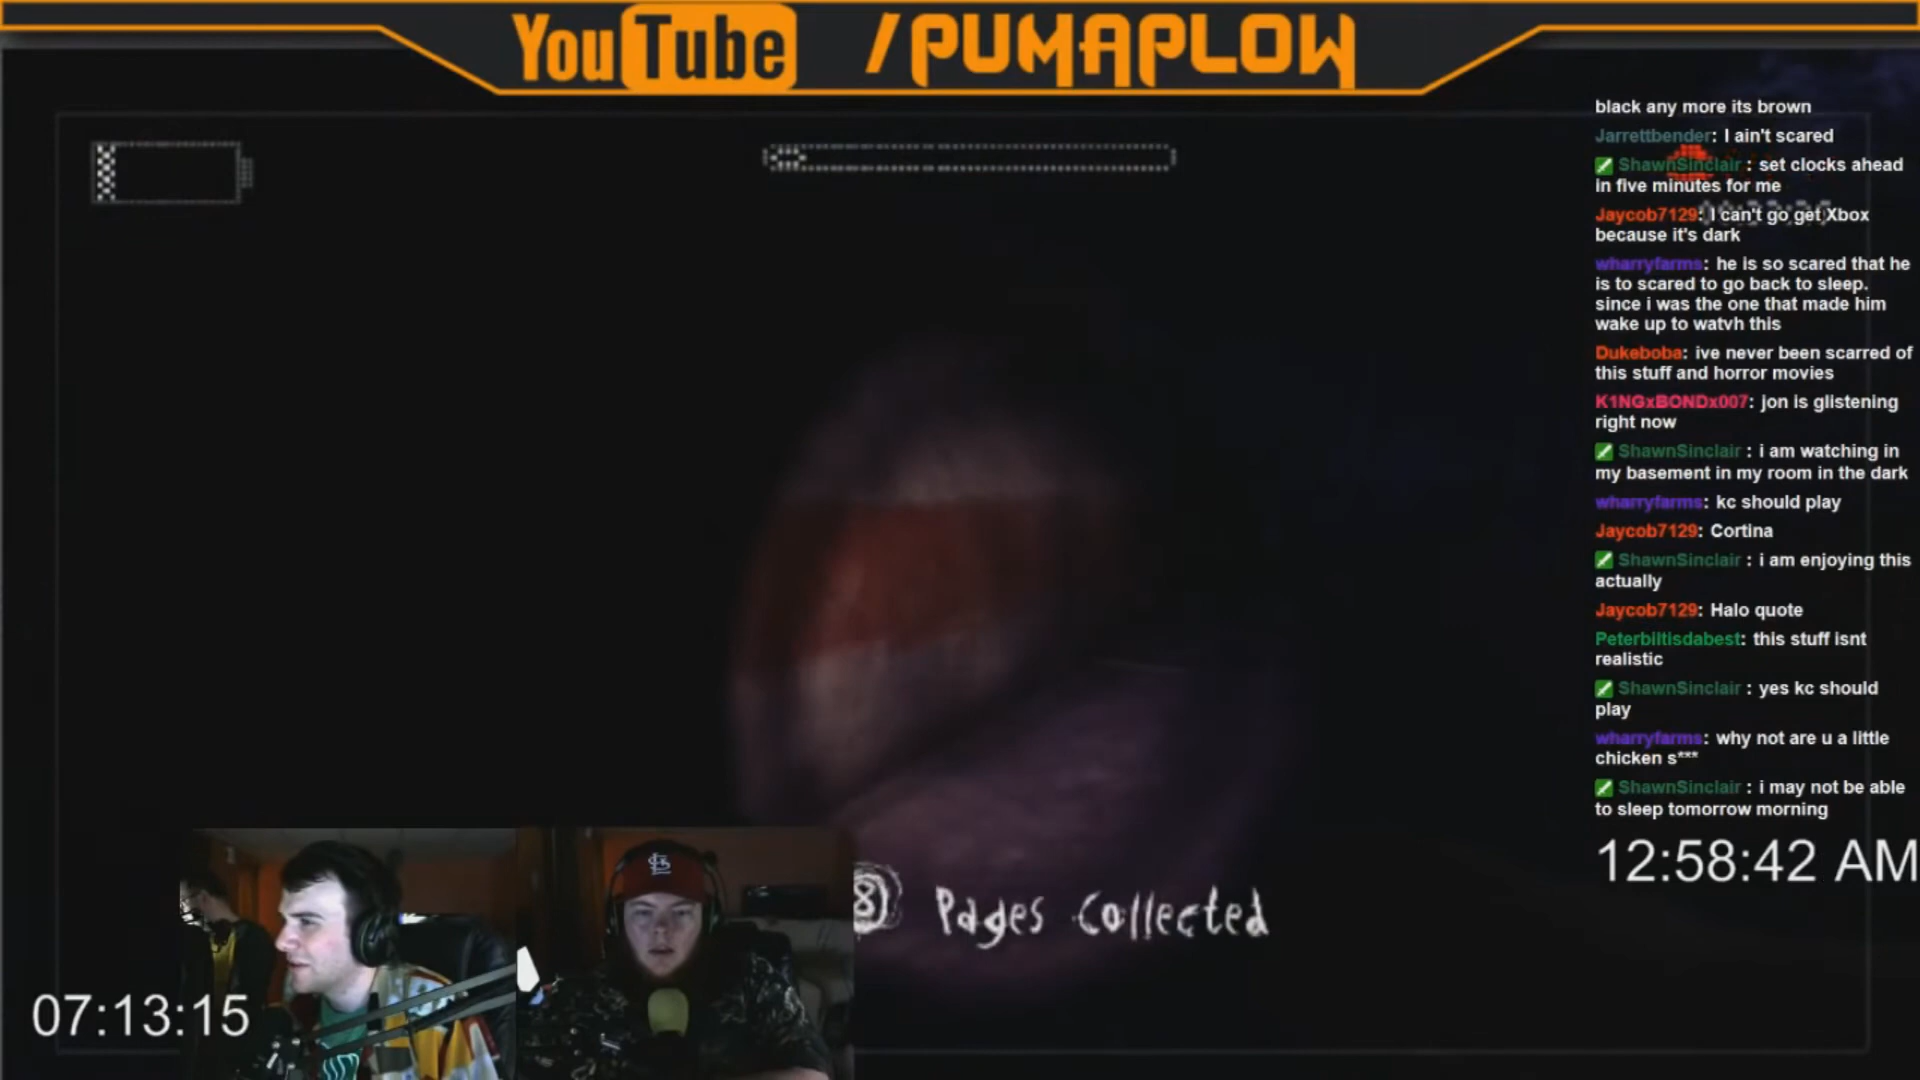 YouTube /PUMAPLOW
black any more its brown
Jarrettbender: I ain't scared
ShawnSinclair : set clocks ahead
in five minutes for me
Jaycob7129: I can't go get Xbox
because it's dark
wharryfarms: he is so scared that he
is to scared to go back to sleep.
since i was the one that made him
wake up to watvh this
Dukeboba: ive never been scarred of
this stuff and horror movies
K1NGxBONDx007: jon is glistening
right now
ShawnSinclair : i am watching in
my basement in my room in the dark
wharryfarms: kc should play
Jaycob7129: Cortina
ShawnSinclair : i am enjoying this
actually
Jaycob7129: Halo quote
Peterbiltisdabest: this stuff isnt
realistic
ShawnSinclair : yes kc should
play
wharryfarms: why not are u a little
chicken s***
ShawnSinclair : i may not be able
to sleep tomorrow morning
12:58:42 AM
8) Pages Collected
07:13:15